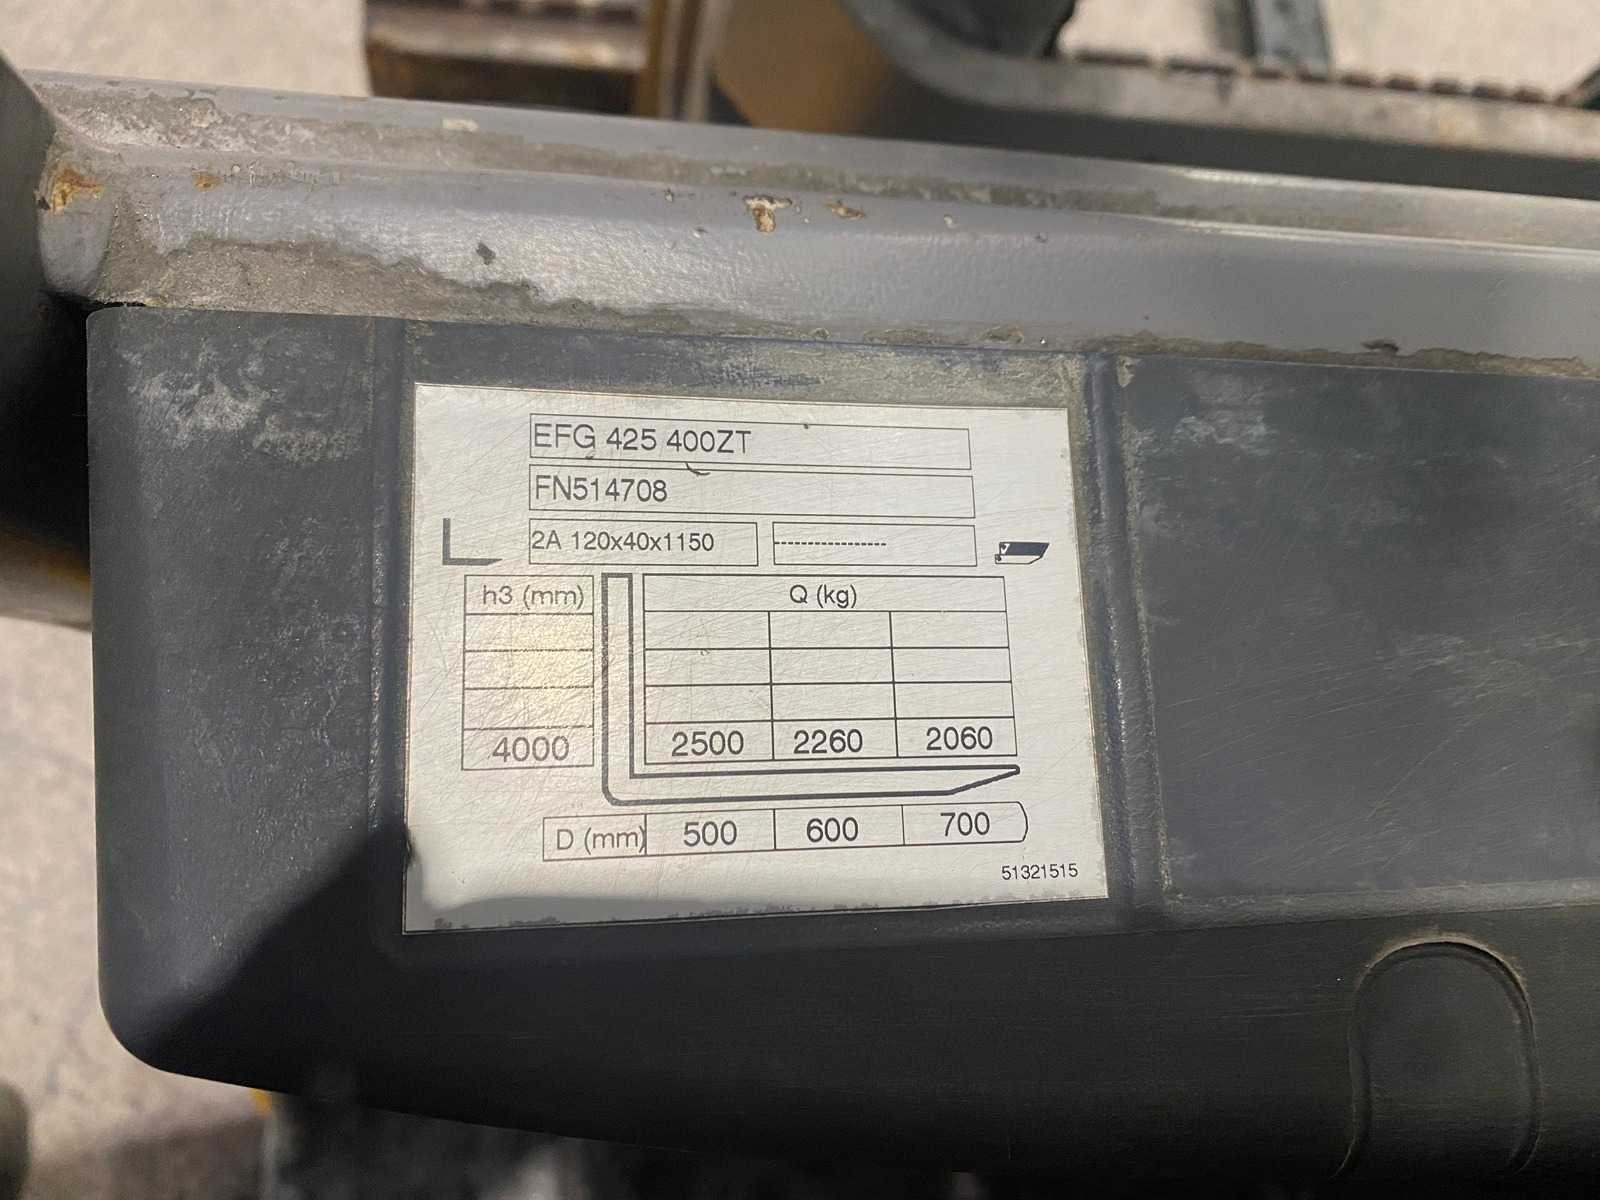 EFG 425 400ZT
FN514708
2A 120x40x1150 ----------------
h3 (mm) Q (kg)
4000 2500 2260 2060
D (mm) 500 600 700
51321515